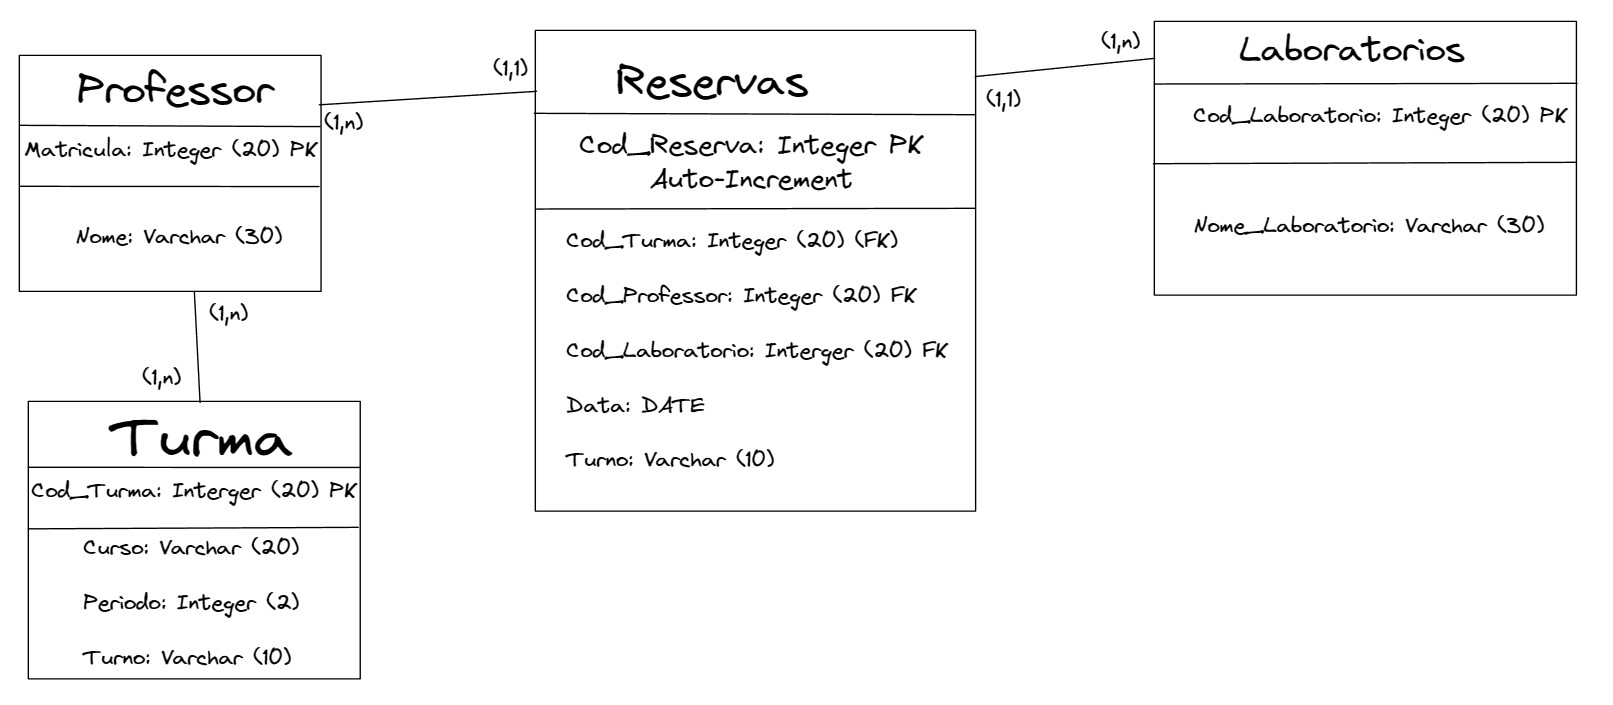 Professor
Matricula: Integer (20) PK
Nome: Varchar (30)
(1,n)
(1,1)
Reservas
Cod_Reserva: Integer PK
Auto-Increment
Cod_Turma: Integer (20) (FK)
Cod_Professor: Integer (20) FK
Cod_Laboratorio: Interger (20) FK
Data: DATE
Turno: Varchar (10)
(1,1)
(1,n)
Laboratorios
Cod_Laboratorio: Integer (20) PK
Nome_Laboratorio: Varchar (30)
(1,n)
(1,n)
Turma
Cod_Turma: Interger (20) PK
Curso: Varchar (20)
Periodo: Integer (2)
Turno: Varchar (10)